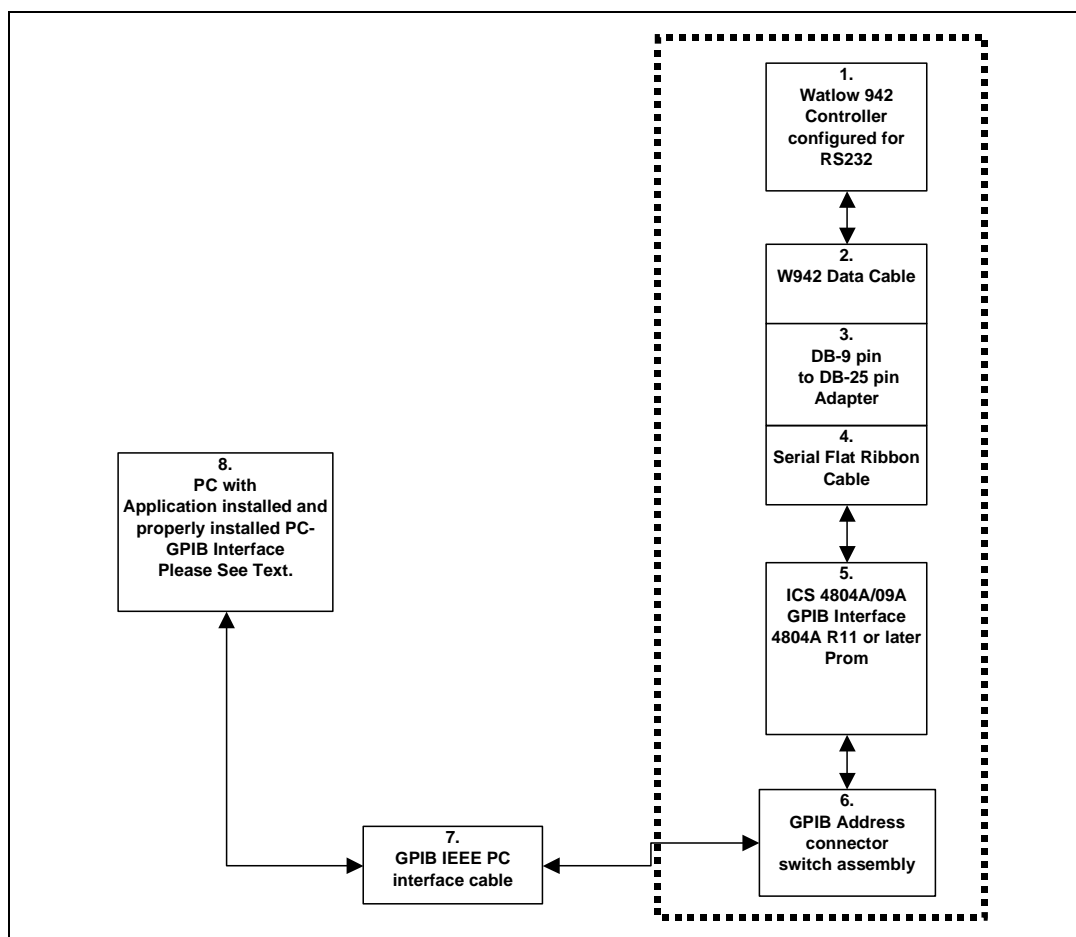 1.
Watlow 942
Controller
configured for
RS232
2.
W942 Data Cable
3.
DB-9 pin
to DB-25 pin
Adapter
4.
Serial Flat Ribbon
Cable
5.
ICS 4804A/09A
GPIB Interface
4804A R11 or later
Prom
6.
GPIB Address
connector
switch assembly
7.
GPIB IEEE PC
interface cable
8.
PC with
Application installed and
properly installed PC-
GPIB Interface
Please See Text.